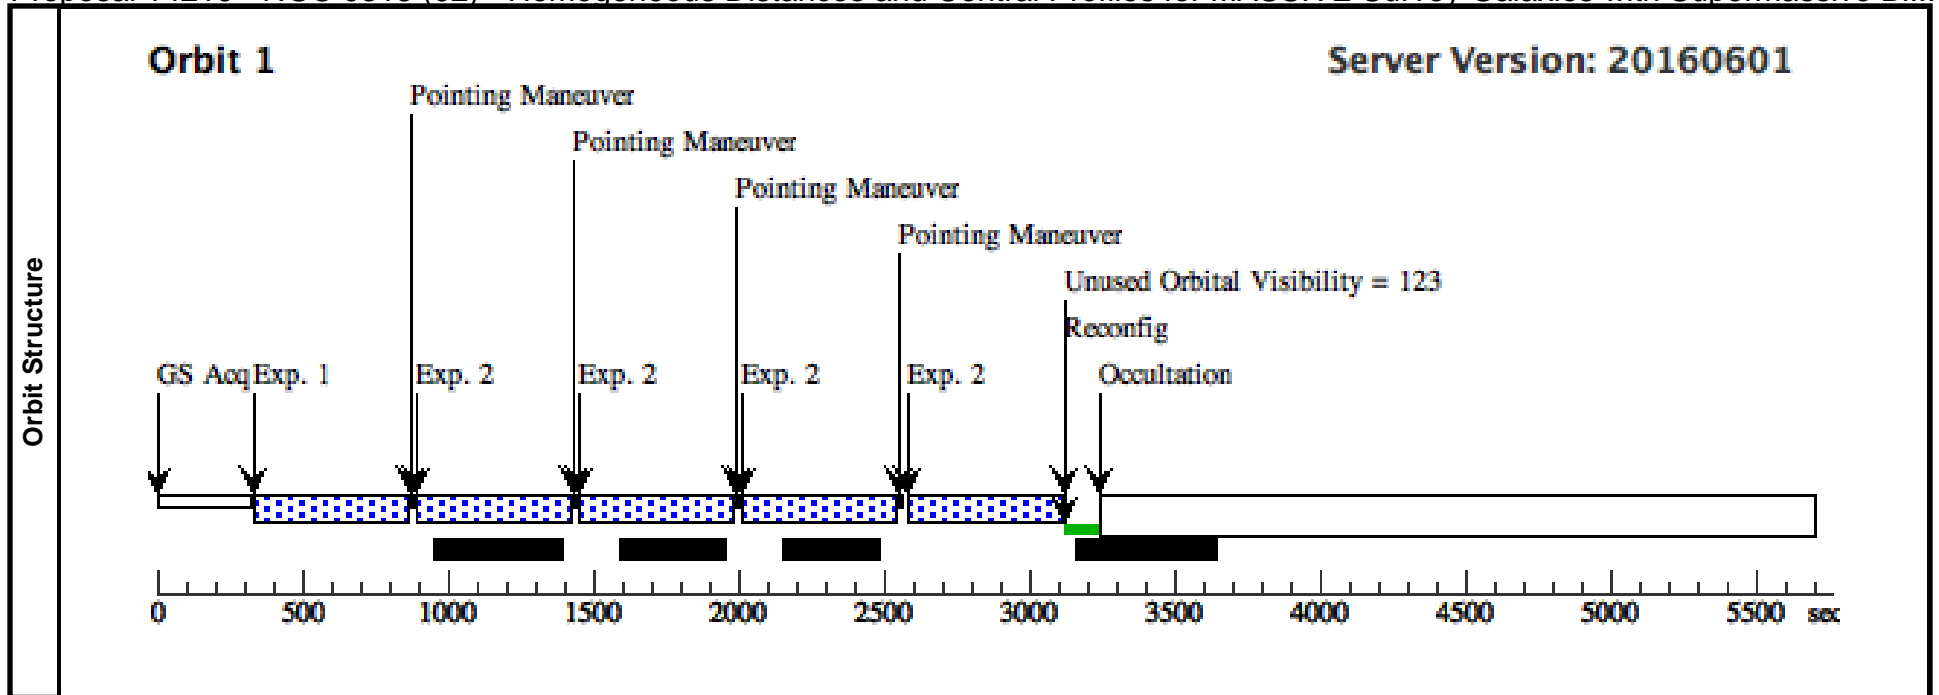 Orbit Structure
Orbit 1
Server Version: 20160601
Pointing Maneuver
Pointing Maneuver
Pointing Maneuver
Pointing Maneuver
Unused Orbital Visibility = 123
Reconfig
GS Acq Exp. 1 Exp. 2 Exp. 2 Exp. 2 Exp. 2 Occultation
0 500 1000 1500 2000 2500 3000 3500 4000 4500 5000 5500 sec